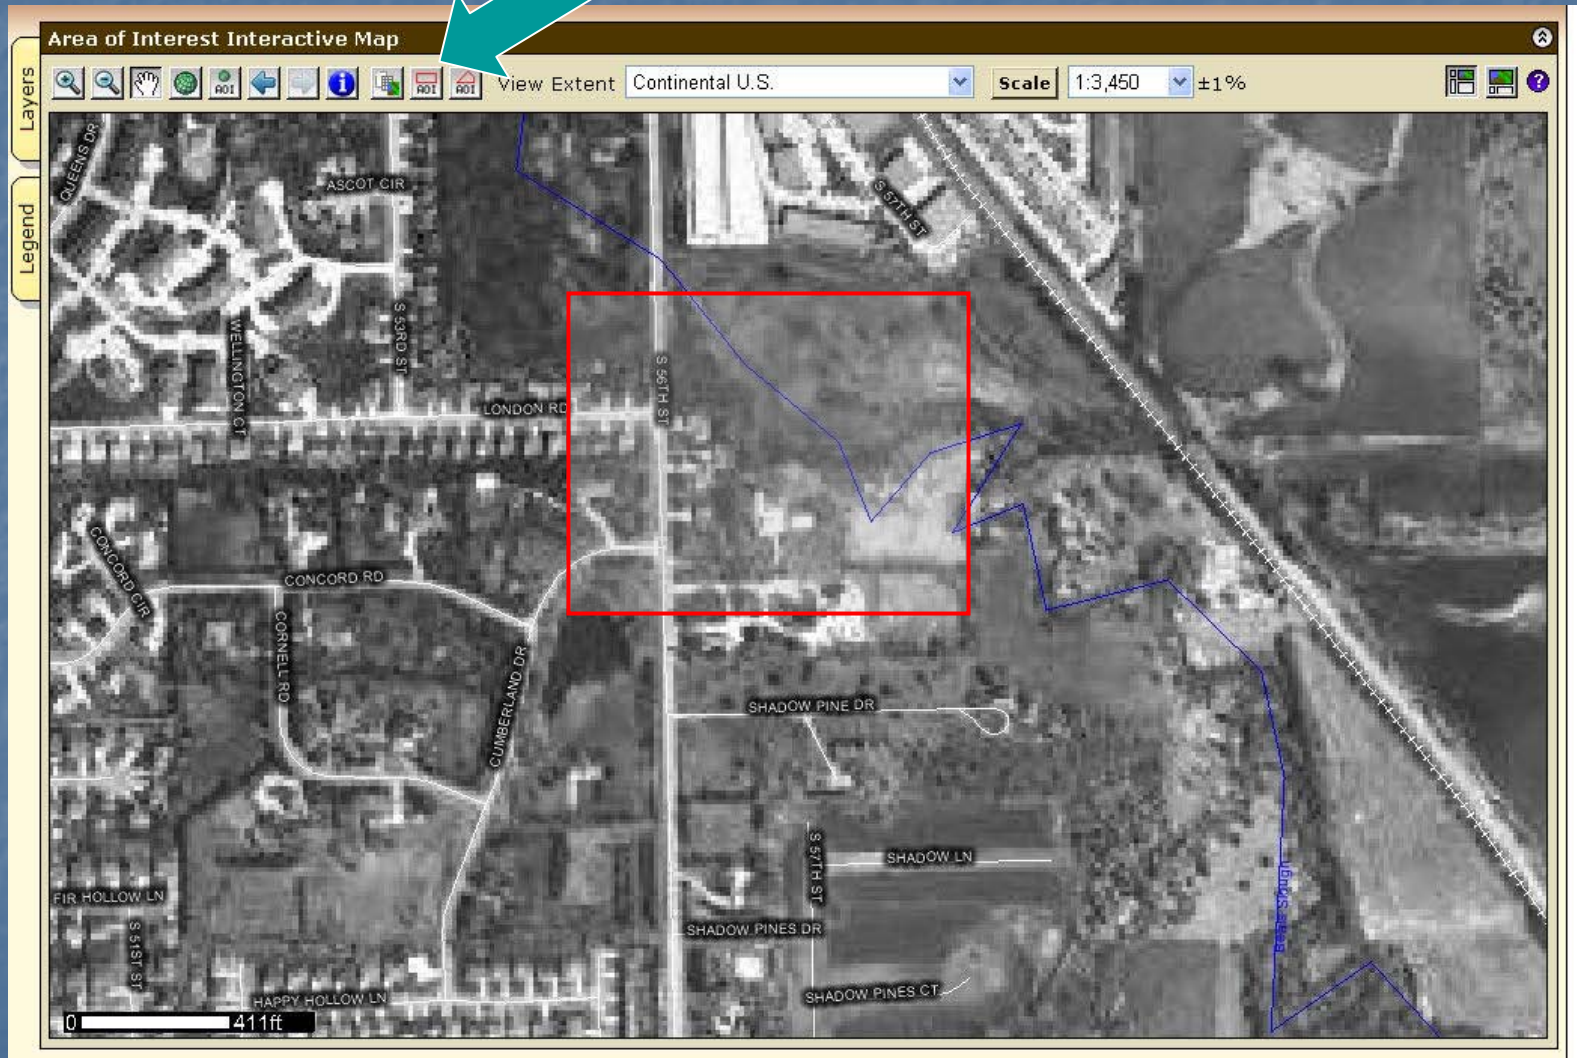 Area of Interest Interactive Map
AOI
AOI
AOI
View Extent
Continental U.S.
Scale
1:3,450
±1%
Layers
Legend
QUEENS DR
ASCOT CIR
S 57TH ST
WELLINGTON CT
S 53RD ST
S 56TH ST
LONDON RD
CONCORD CIR
CONCORD RD
CORNELL RD
CUMBERLAND DR
SHADOW PINE DR
S 57TH ST
SHADOW LN
FIR HOLLOW LN
S 51ST ST
SHADOW PINES DR
Beale Slough
HAPPY HOLLOW LN
SHADOW PINES CT
0 411ft